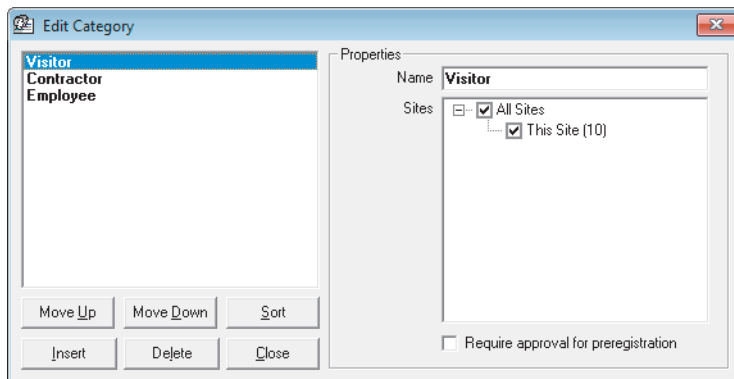 Edit Category
Visitor
Contractor
Employee
Move Up
Move Down
Sort
Insert
Delete
Close
Properties
Name Visitor
Sites All Sites
This Site (10)
Require approval for preregistration